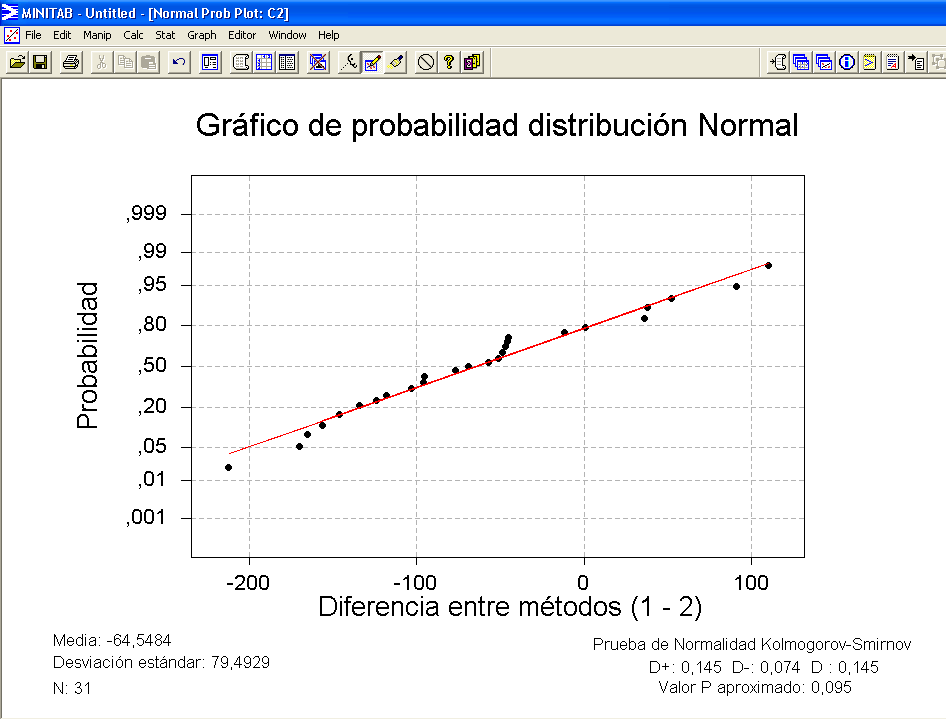 MINITAB - Untitled - [Normal Prob Plot: C2]
File Edit Manip Calc Stat Graph Editor Window Help
Gráfico de probabilidad distribución Normal
,999
,99
,95
,80
,50
,20
,05
,01
,001
Probabilidad
-200 -100 0 100
Diferencia entre métodos (1 - 2)
Media: -64,5484
Desviación estándar: 79,4929
N: 31
Prueba de Normalidad Kolmogorov-Smirnov
D+: 0,145 D-: 0,074 D : 0,145
Valor P aproximado: 0,095